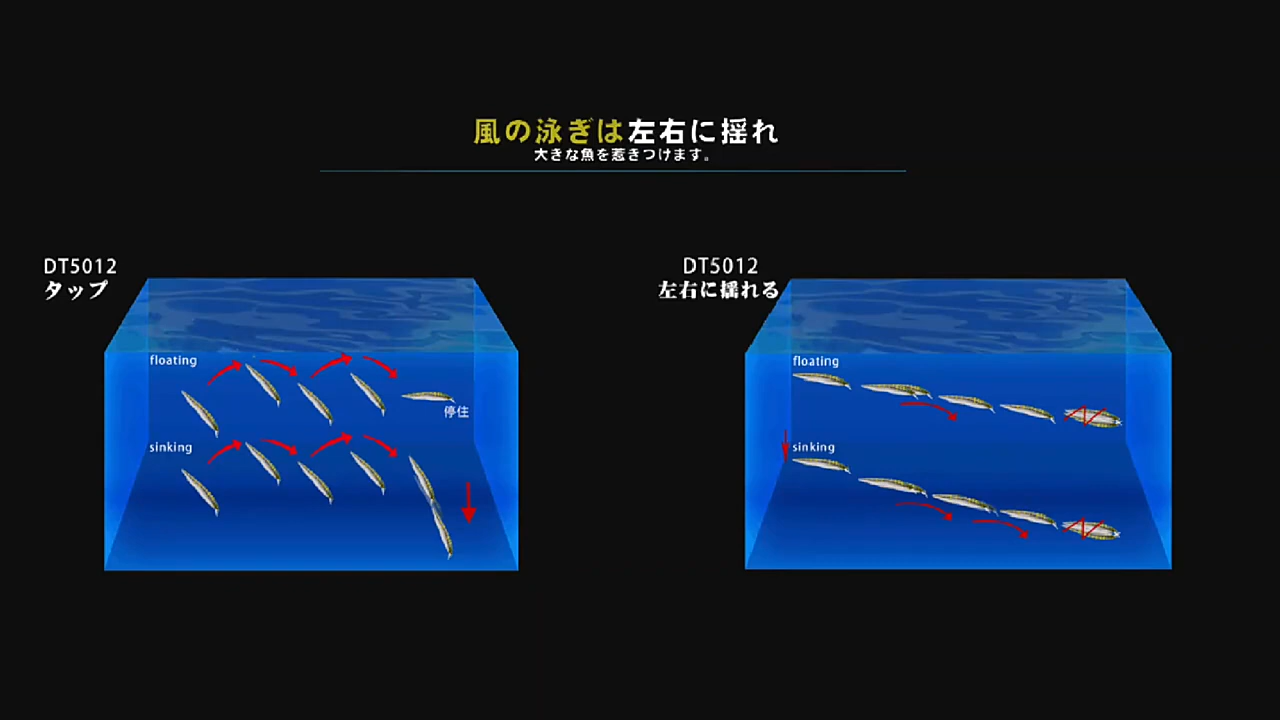 風の泳ぎは左右に揺れ
大きな魚を惹きつけます。
DT5012
タップ
floating
停住
sinking
DT5012
左右に揺れる
floating
sinking